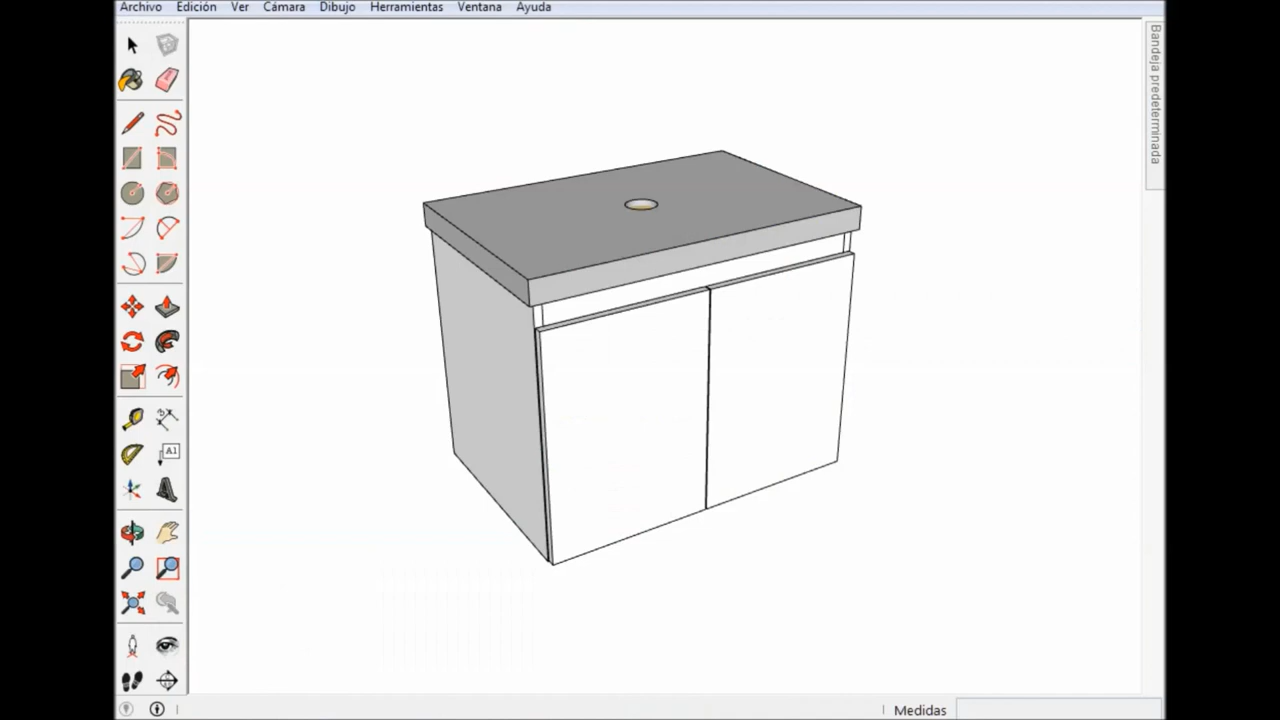 Archivo Edición Ver Cámara Dibujo Herramientas Ventana Ayuda
Bandeja predeterminada
A1
Medidas